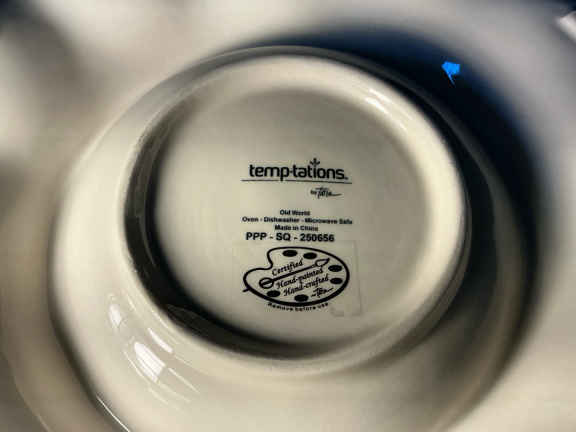 temp-tations.
by Tara
Old World
Oven - Dishwasher - Microwave Safe
Made in China
PPP - SQ - 250656
Certified
Hand-painted
Hand-crafted
Tara
Remove before use